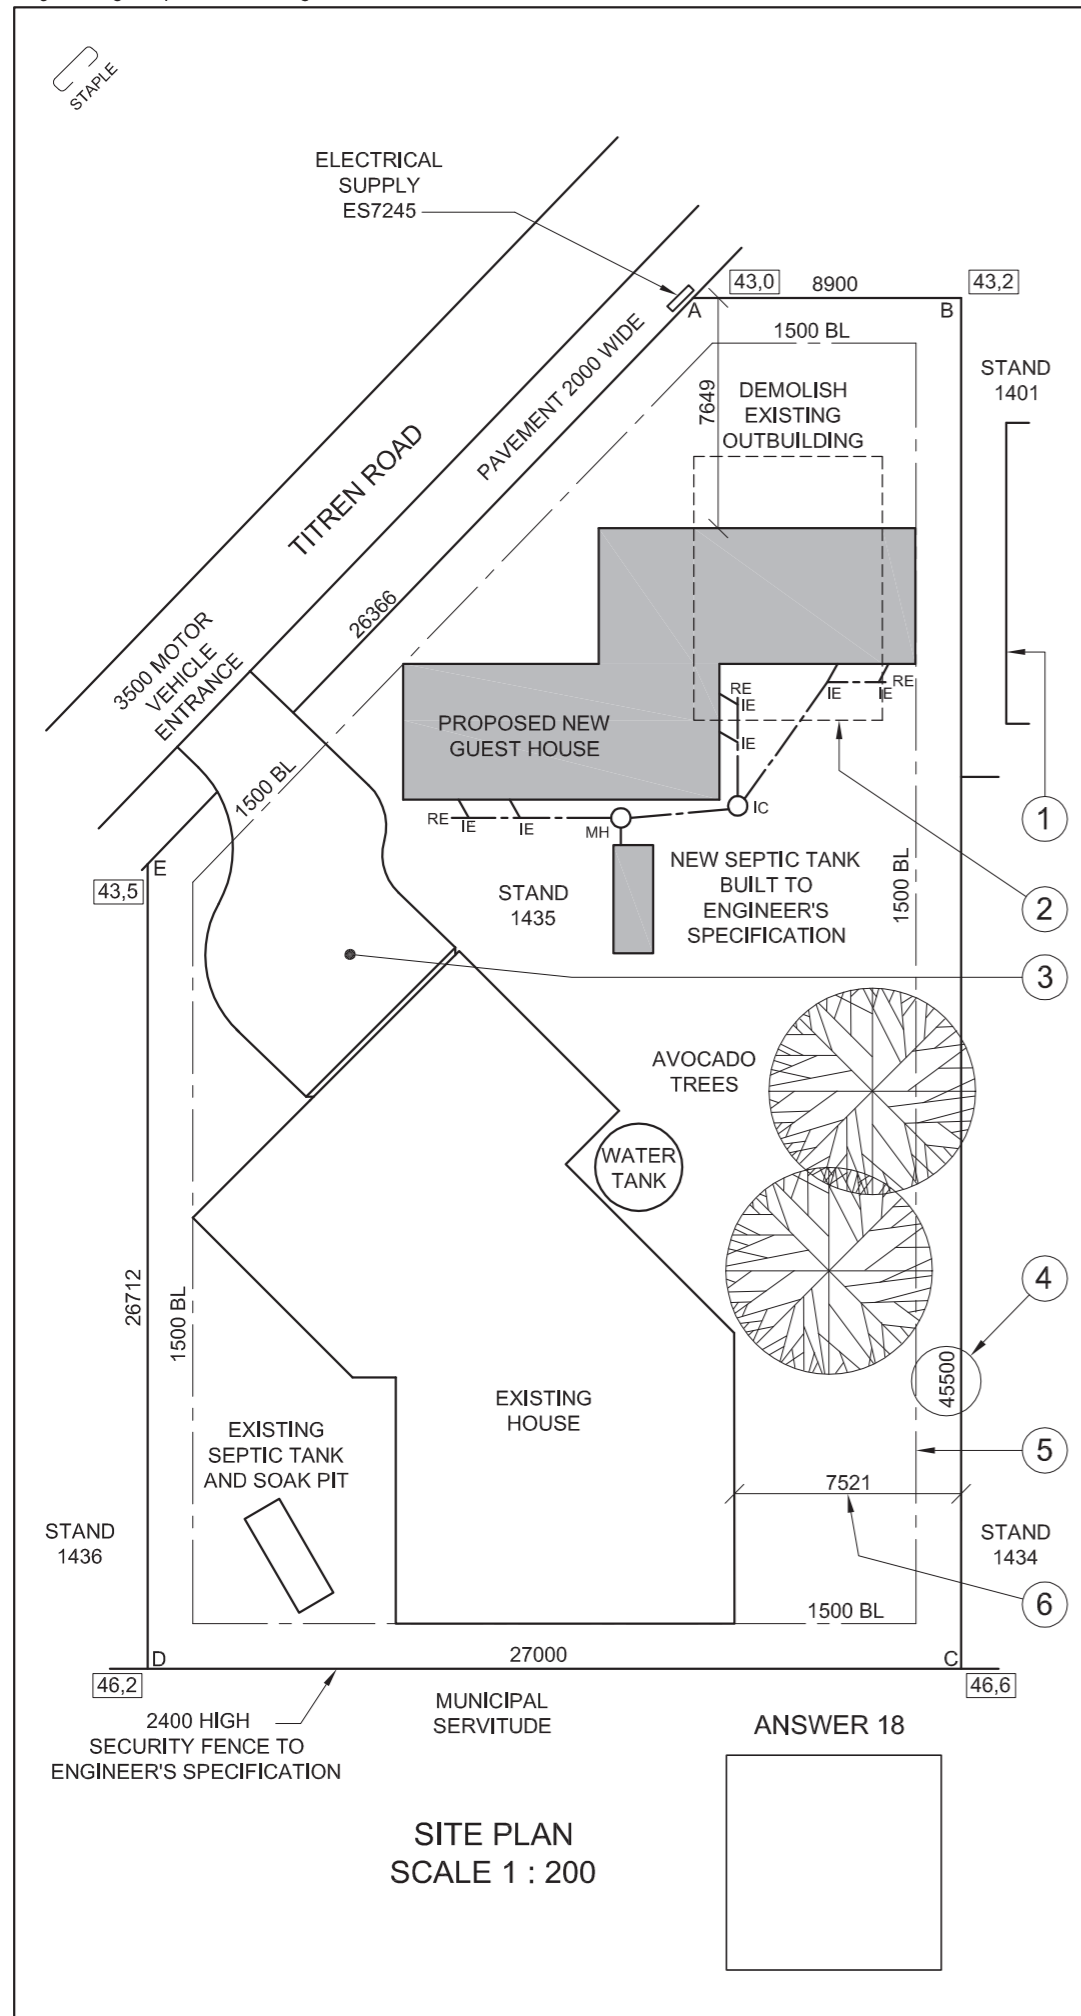 STAPLE
ELECTRICAL
SUPPLY
ES7245
43,0
8900
43,2
A
B
1500 BL
STAND
1401
PAVEMENT 2000 WIDE
7649
DEMOLISH
EXISTING
OUTBUILDING
TITREN ROAD
26366
3500 MOTOR
VEHICLE
ENTRANCE
RE
IE
IE
IE
IE
RE
PROPOSED NEW
GUEST HOUSE
1500 BL
1
RE
IE
IE
MH
IC
E
43,5
STAND
1435
NEW SEPTIC TANK
BUILT TO
ENGINEER'S
SPECIFICATION
1500 BL
2
3
AVOCADO
TREES
WATER
TANK
26712
1500 BL
4
45500
EXISTING
HOUSE
EXISTING
SEPTIC TANK
AND SOAK PIT
5
7521
STAND
1436
STAND
1434
6
1500 BL
D
27000
C
46,2
46,6
MUNICIPAL
SERVITUDE
2400 HIGH
SECURITY FENCE TO
ENGINEER'S SPECIFICATION
ANSWER 18
SITE PLAN
SCALE 1 : 200